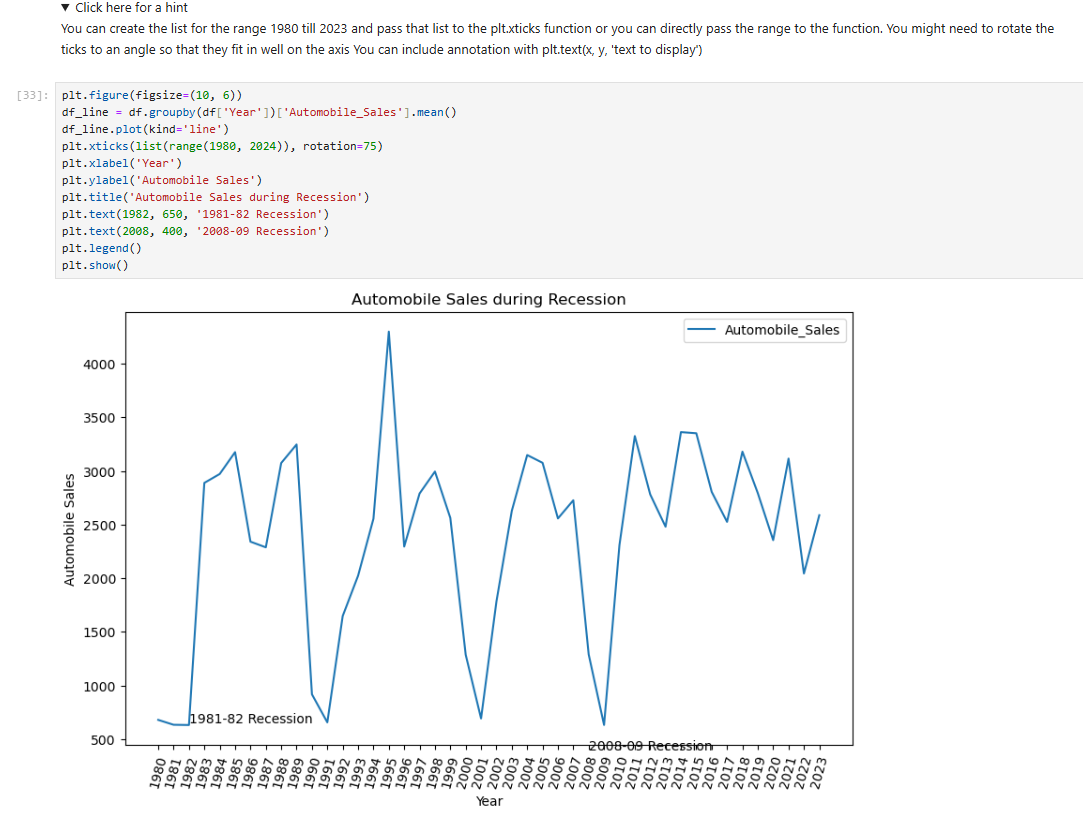 ▼ Click here for a hint
You can create the list for the range 1980 till 2023 and pass that list to the plt.xticks function or you can directly pass the range to the function. You might need to rotate the
ticks to an angle so that they fit in well on the axis You can include annotation with plt.text(x, y, 'text to display')
[33]:
plt.figure(figsize=(10, 6))
df_line = df.groupby(df['Year'])['Automobile_Sales'].mean()
df_line.plot(kind='line')
plt.xticks(list(range(1980, 2024)), rotation=75)
plt.xlabel('Year')
plt.ylabel('Automobile Sales')
plt.title('Automobile Sales during Recession')
plt.text(1982, 650, '1981-82 Recession')
plt.text(2008, 400, '2008-09 Recession')
plt.legend()
plt.show()
Automobile Sales during Recession
Automobile_Sales
4000
3500
3000
2500
2000
1500
1000
500
Automobile Sales
1981-82 Recession
2008-09 Recession
1980 1981 1982 1983 1984 1985 1986 1987 1988 1989 1990 1991 1992 1993 1994 1995 1996 1997 1998 1999 2000 2001 2002 2003 2004 2005 2006 2007 2008 2009 2010 2011 2012 2013 2014 2015 2016 2017 2018 2019 2020 2021 2022 2023
Year